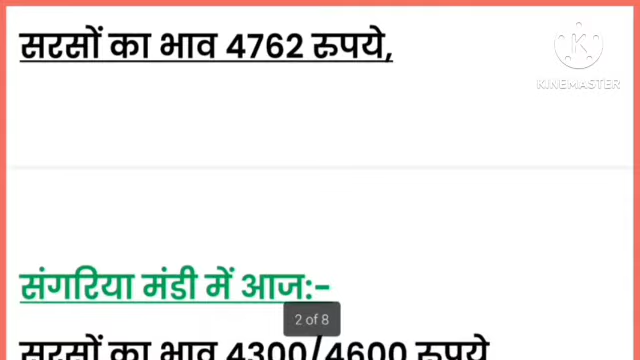 सरसों का भाव 4762 रुपये,
KINEMASTER
संगरिया मंडी में आज:-
2 of 8
सरसों का भाव 4300/4600 रुपये